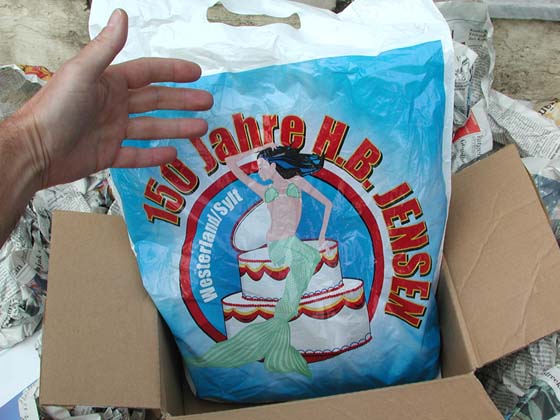 150 Jahre H.B. JENSEN
Westerland/Sylt